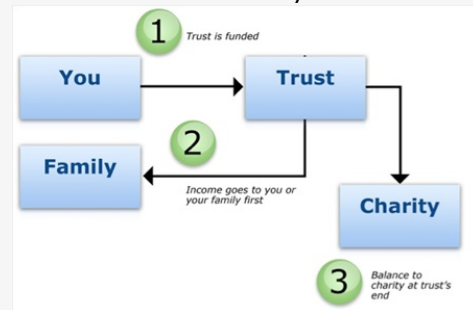 1
Trust is funded
You
Trust
2
Family
Income goes to you or
your family first
Charity
3
Balance to
charity at trust's
end